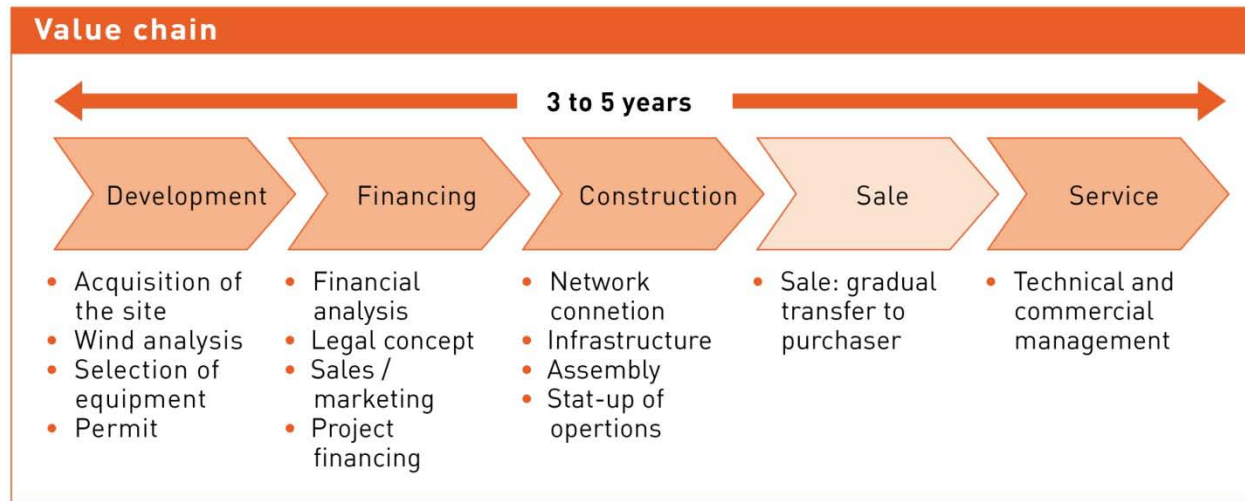 Value chain
3 to 5 years
Development
Financing
Construction
Sale
Service
• Acquisition of
the site
• Wind analysis
• Selection of
equipment
• Permit
• Financial
analysis
• Legal concept
• Sales /
marketing
• Project
financing
• Network
connetion
• Infrastructure
• Assembly
• Stat-up of
opertions
• Sale: gradual
transfer to
purchaser
• Technical and
commercial
management